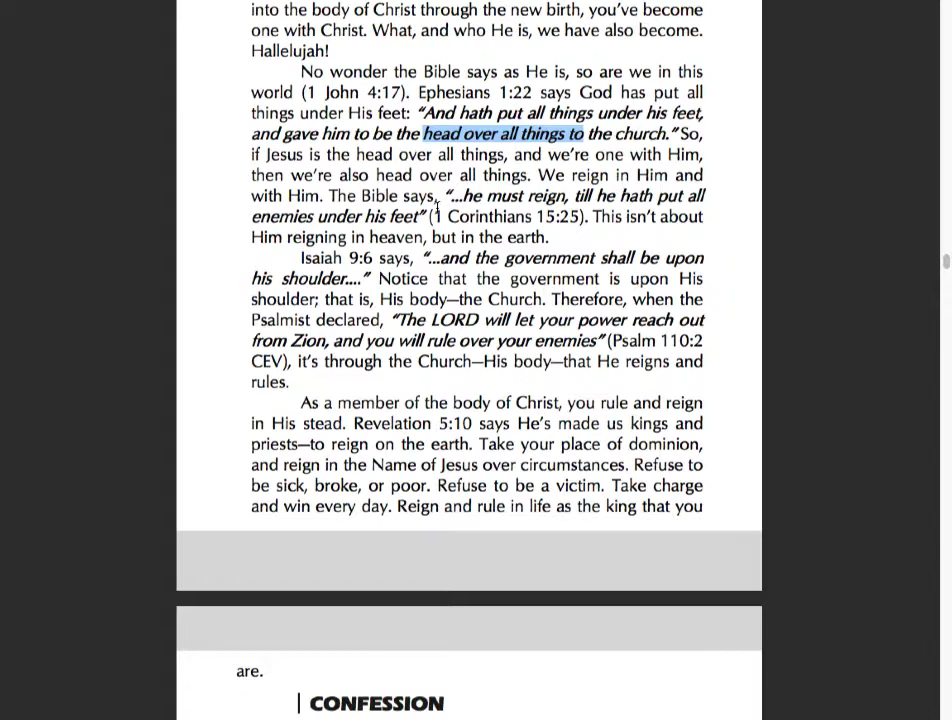 into the body of Christ through the new birth, you've become
one with Christ. What, and who He is, we have also become.
Hallelujah!
No wonder the Bible says as He is, so are we in this
world (1 John 4:17). Ephesians 1:22 says God has put all
things under His feet: “And hath put all things under his feet,
and gave him to be the head over all things to the church.” So,
if Jesus is the head over all things, and we're one with Him,
then we're also head over all things. We reign in Him and
with Him. The Bible says, “...he must reign, till he hath put all
enemies under his feet” (1 Corinthians 15:25). This isn't about
Him reigning in heaven, but in the earth.
Isaiah 9:6 says, “...and the government shall be upon
his shoulder....” Notice that the government is upon His
shoulder; that is, His body—the Church. Therefore, when the
Psalmist declared, “The LORD will let your power reach out
from Zion, and you will rule over your enemies” (Psalm 110:2
CEV), it's through the Church—His body—that He reigns and
rules.
As a member of the body of Christ, you rule and reign
in His stead. Revelation 5:10 says He's made us kings and
priests—to reign on the earth. Take your place of dominion,
and reign in the Name of Jesus over circumstances. Refuse to
be sick, broke, or poor. Refuse to be a victim. Take charge
and win every day. Reign and rule in life as the king that you
are.
CONFESSION